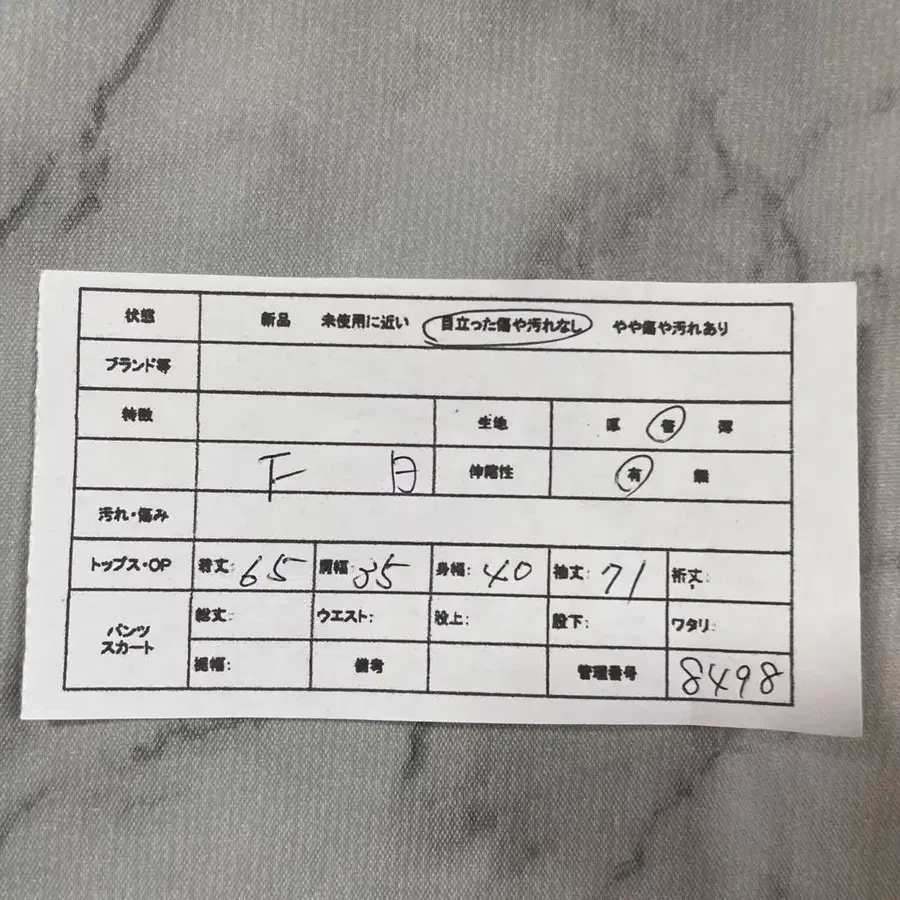 状態 新品 未使用に近い 目立った傷や汚れなし やや傷や汚れあり
ブランド等
特徴 生地 厚 普 薄
下 日 伸縮性 有 無
汚れ・傷み
トップス・OP 着丈: 65 肩幅: 35 身幅: 40 袖丈: 71 裄丈:
パンツ スカート 総丈: ウエスト: 股上: 股下: ワタリ:
裾幅: 備考 管理番号 8498